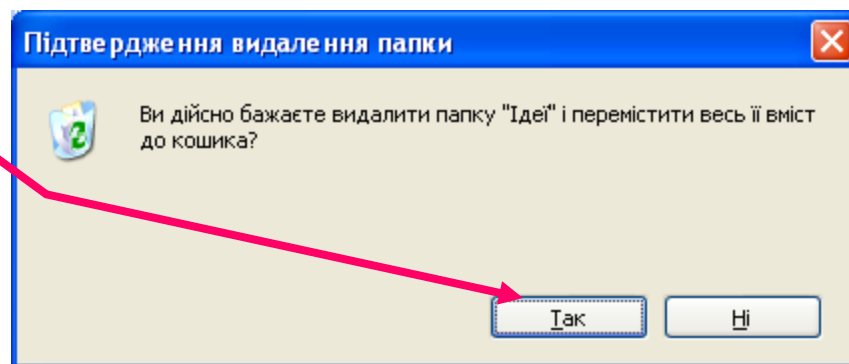 Підтвердження видалення папки
Ви дійсно бажаєте видалити папку "Ідеї" і перемістити весь її вміст
до кошика?
Так Ні